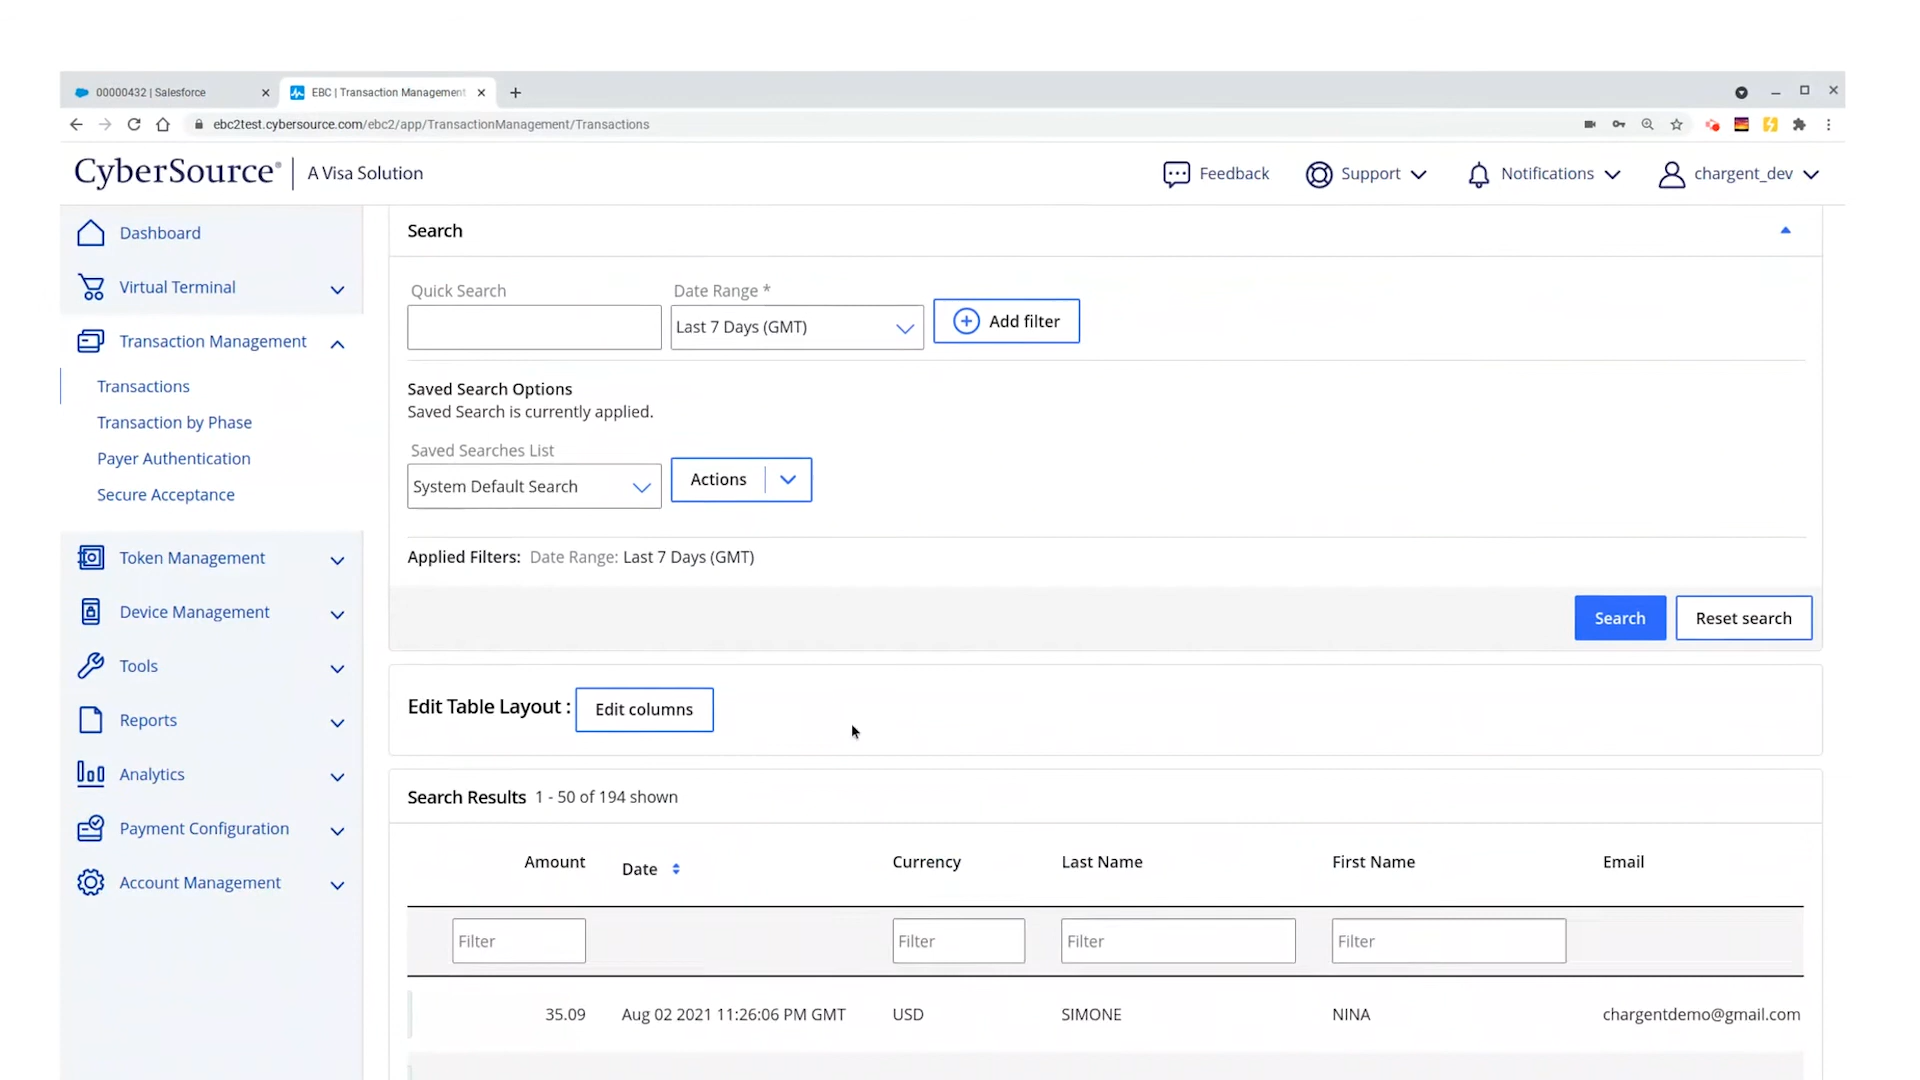 00000432 | Salesforce
EBC | Transaction Management
ebc2test.cybersource.com/ebc2/app/TransactionManagement/Transactions
CyberSource® | A Visa Solution
Feedback
Support
Notifications
chargent_dev
Dashboard
Virtual Terminal
Transaction Management
Transactions
Transaction by Phase
Payer Authentication
Secure Acceptance
Token Management
Device Management
Tools
Reports
Analytics
Payment Configuration
Account Management
Search
Quick Search
Date Range *
Last 7 Days (GMT)
Add filter
Saved Search Options
Saved Search is currently applied.
Saved Searches List
System Default Search
Actions
Applied Filters: Date Range: Last 7 Days (GMT)
Search
Reset search
Edit Table Layout :
Edit columns
Search Results 1 - 50 of 194 shown
Amount Date Currency Last Name First Name Email
Filter Filter Filter Filter
35.09 Aug 02 2021 11:26:06 PM GMT USD SIMONE NINA chargentdemo@gmail.com